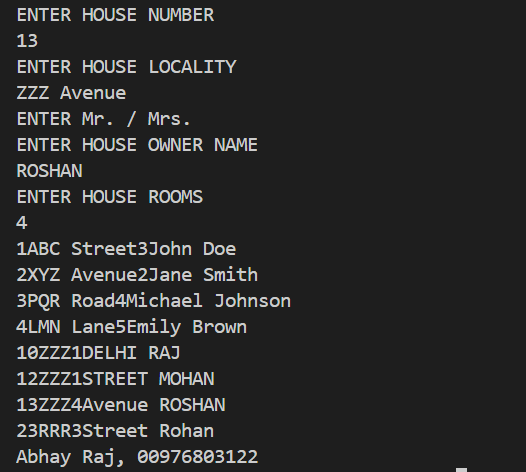 ENTER HOUSE NUMBER
13
ENTER HOUSE LOCALITY
ZZZ Avenue
ENTER Mr. / Mrs.
ENTER HOUSE OWNER NAME
ROSHAN
ENTER HOUSE ROOMS
4
1ABC Street3John Doe
2XYZ Avenue2Jane Smith
3PQR Road4Michael Johnson
4LMN Lane5Emily Brown
10ZZZ1DELHI RAJ
12ZZZ1STREET MOHAN
13ZZZ4Avenue ROSHAN
23RRR3Street Rohan
Abhay Raj, 00976803122